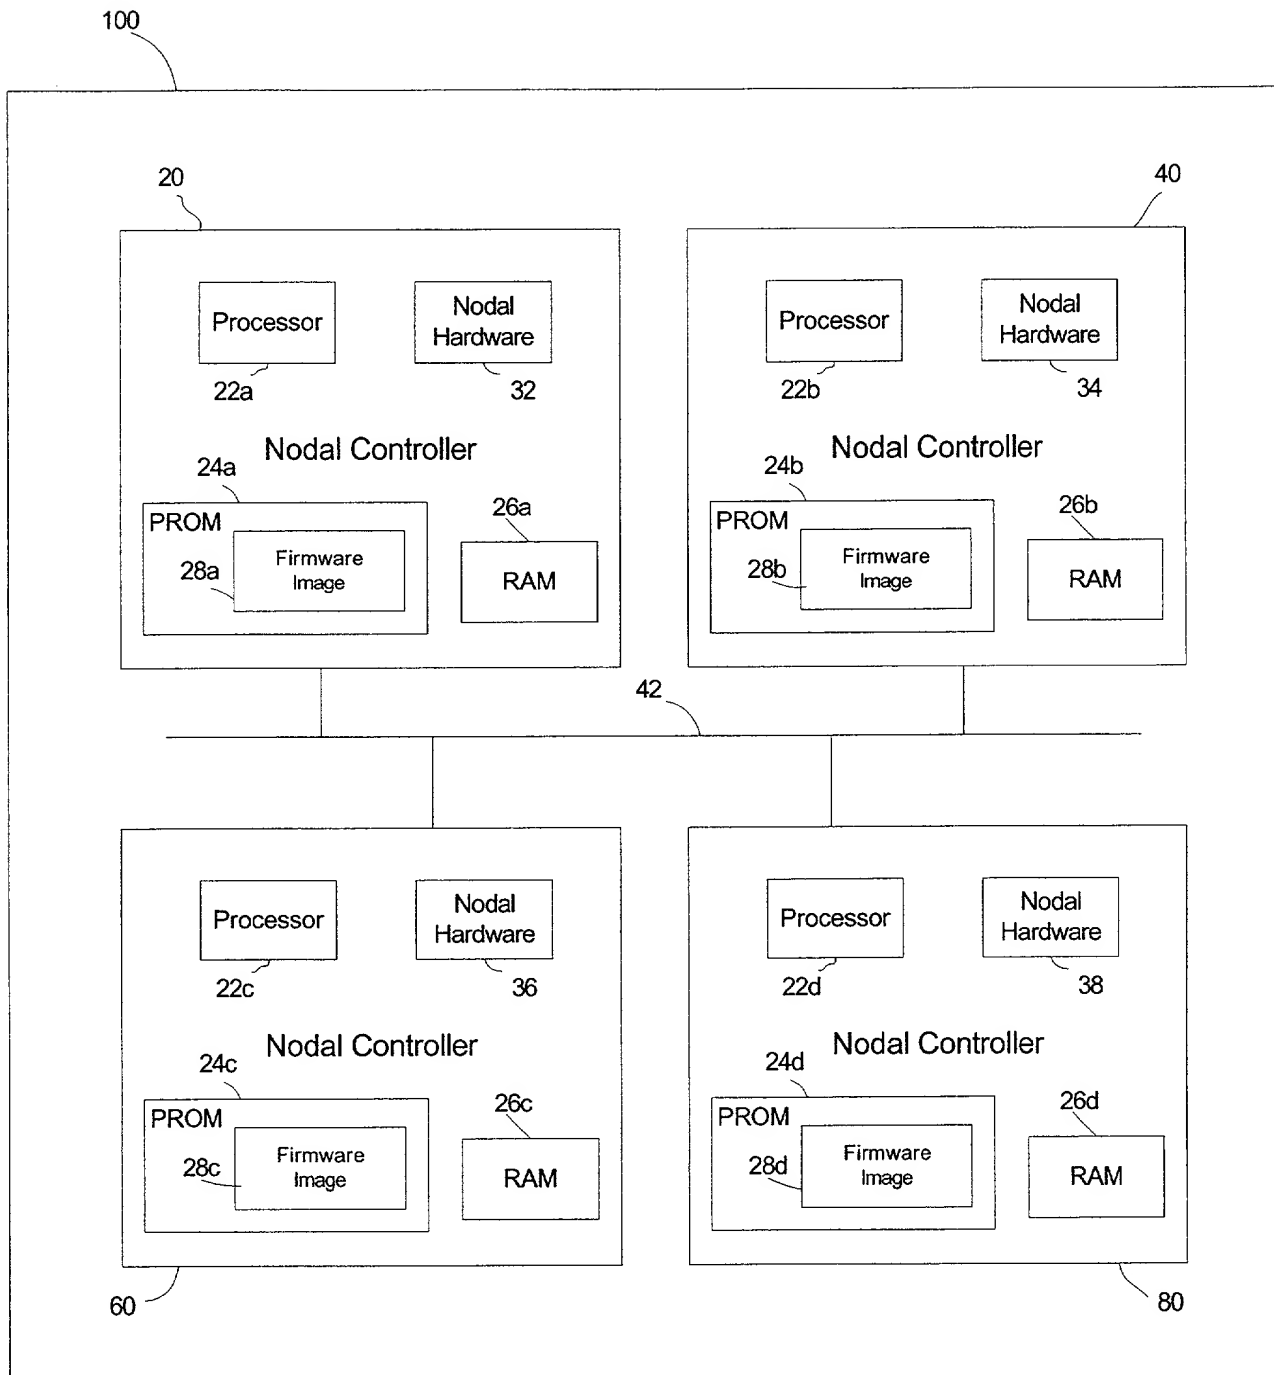 100
20
40
Processor
Nodal
Hardware
22a
32
Nodal Controller
24a
PROM
Firmware
Image
28a
26a
RAM
Processor
Nodal
Hardware
22b
34
Nodal Controller
24b
PROM
Firmware
Image
28b
26b
RAM
42
Processor
Nodal
Hardware
22c
36
Nodal Controller
24c
PROM
Firmware
Image
28c
26c
RAM
60
Processor
Nodal
Hardware
22d
38
Nodal Controller
24d
PROM
Firmware
Image
28d
26d
RAM
80